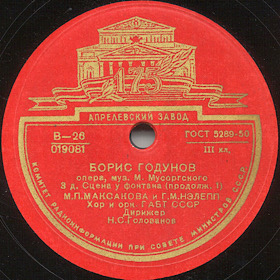 175
АПРЕЛЕВСКИЙ ЗАВОД
В—26
019081
ГОСТ 5289-50
III кл.
БОРИС ГОДУНОВ
опера, муз. М. Мусоргского
3 д. Сцена у фонтана (продолж. 1)
М.П.МАКСАКОВА и Г.М.НЭЛЕПП
Хор и орк. ГАБТ СССР
Дирижер
Н.С.Голованов
КОМИТЕТ РАДИОИНФОРМАЦИИ ПРИ СОВЕТЕ МИНИСТРОВ СССР